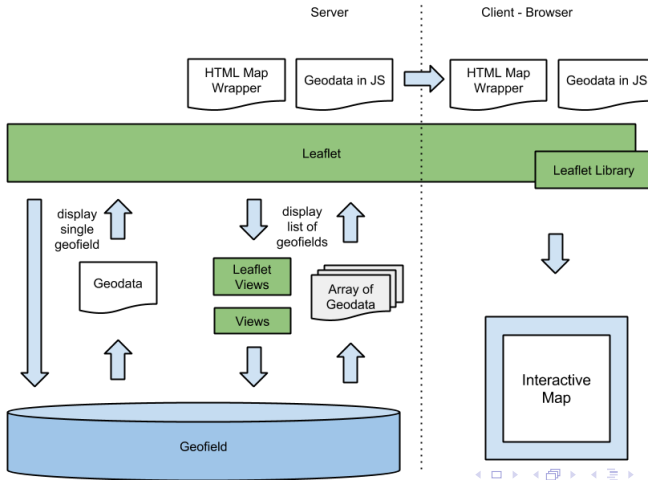 Server
Client - Browser
HTML Map
Wrapper
Geodata in JS
HTML Map
Wrapper
Geodata in JS
Leaflet
Leaflet Library
display
single
geofield
display
list of
geofields
Geodata
Leaflet
Views
Views
Array of
Geodata
Interactive
Map
Geofield